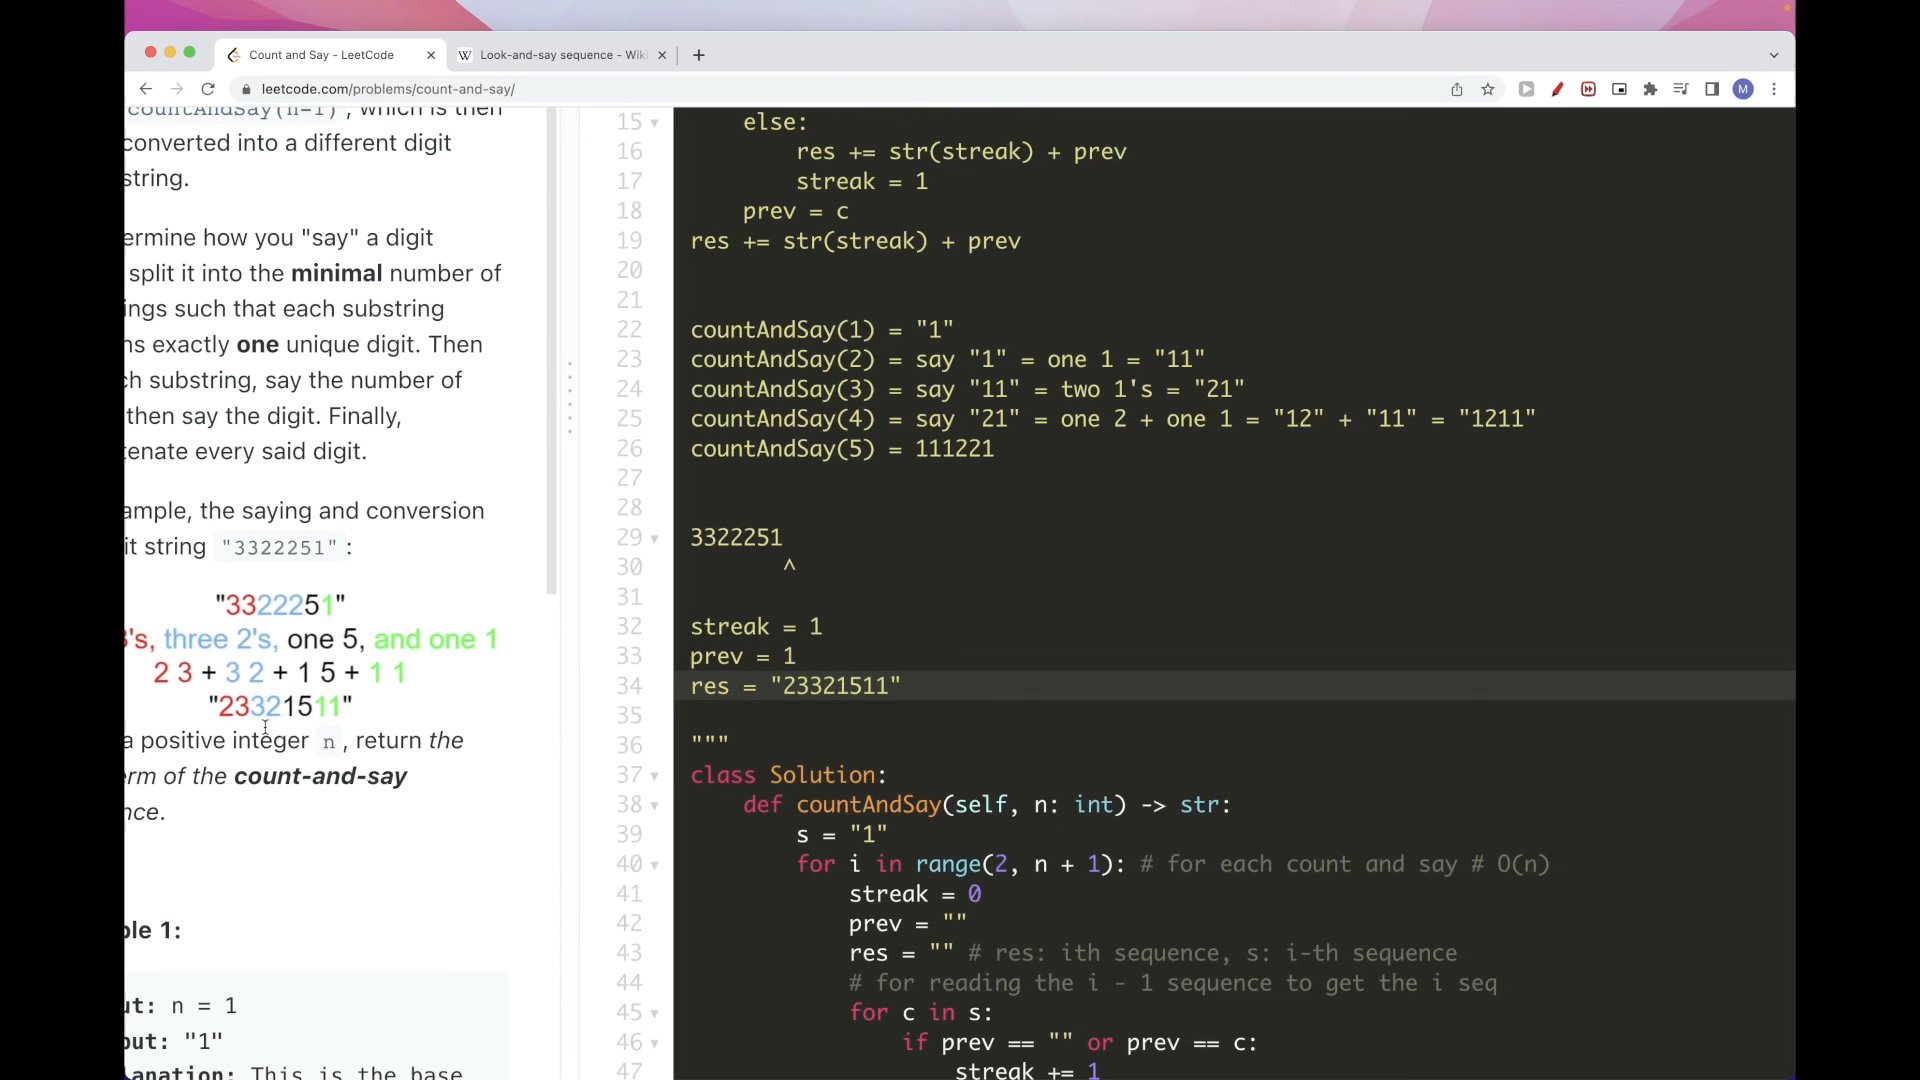 Count and Say - LeetCode
Look-and-say sequence - Wiki
leetcode.com/problems/count-and-say/
M
countAndSay(n-1), which is then
converted into a different digit
string.
ermine how you "say" a digit
split it into the minimal number of
ings such that each substring
ns exactly one unique digit. Then
ch substring, say the number of
then say the digit. Finally,
tenate every said digit.
ample, the saying and conversion
it string "3322251":
"3322251"
3's, three 2's, one 5, and one 1
2 3 + 3 2 + 1 5 + 1 1
"23321511"
a positive integer n, return the
erm of the count-and-say
nce.
ple 1:
ut: n = 1
put: "1"
lanation: This is the base
15 else:
16 res += str(streak) + prev
17 streak = 1
18 prev = c
19 res += str(streak) + prev
20
21
22 countAndSay(1) = "1"
23 countAndSay(2) = say "1" = one 1 = "11"
24 countAndSay(3) = say "11" = two 1's = "21"
25 countAndSay(4) = say "21" = one 2 + one 1 = "12" + "11" = "1211"
26 countAndSay(5) = 111221
27
28
29 3322251
30 ^
31
32 streak = 1
33 prev = 1
34 res = "23321511"
35
36 """
37 class Solution:
38 def countAndSay(self, n: int) -> str:
39 s = "1"
40 for i in range(2, n + 1): # for each count and say # O(n)
41 streak = 0
42 prev = ""
43 res = "" # res: ith sequence, s: i-th sequence
44 # for reading the i - 1 sequence to get the i seq
45 for c in s:
46 if prev == "" or prev == c:
47 streak += 1